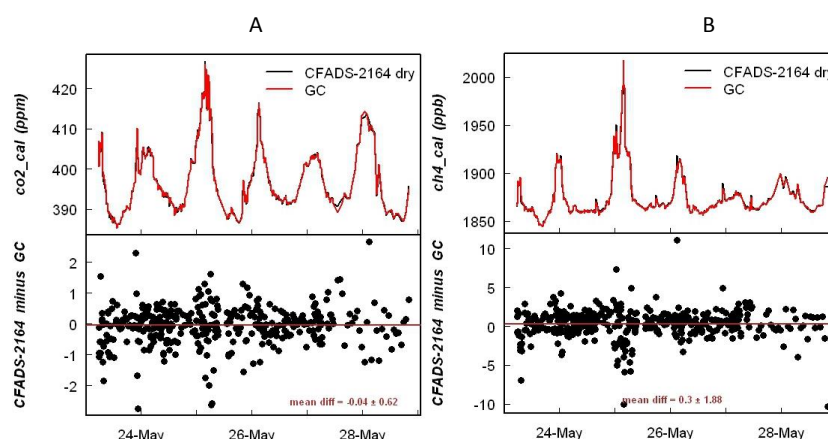 A
B
CFADS-2164 dry
GC
420
410
400
390
co2_cal (ppm)
2
1
0
-1
-2
CFADS-2164 minus GC
mean diff = -0.04 ± 0.62
24-May
26-May
28-May
CFADS-2164 dry
GC
2000
1950
1900
1850
ch4_cal (ppb)
10
5
0
-5
-10
CFADS-2164 minus GC
mean diff = 0.3 ± 1.88
24-May
26-May
28-May